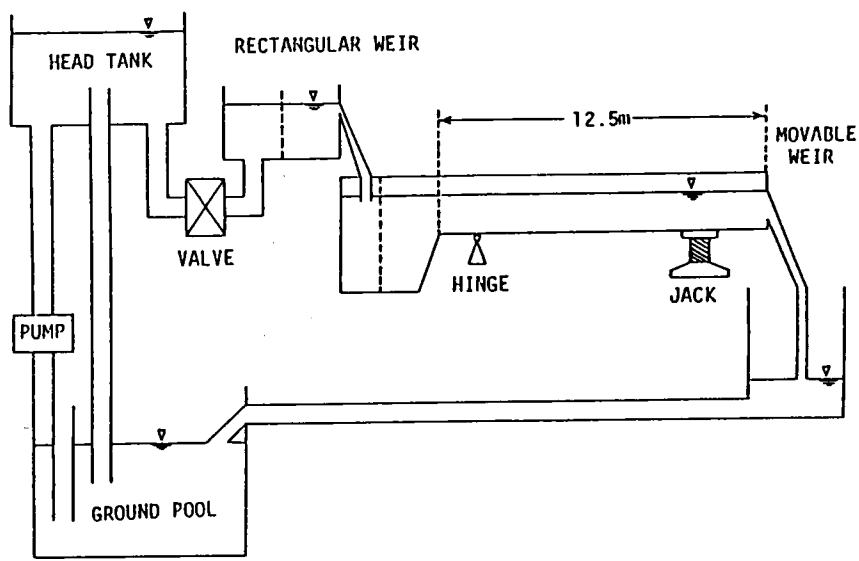 RECTANGULAR WEIR
HEAD TANK
12.5m
MOVABLE
WEIR
VALVE
HINGE
JACK
PUMP
GROUND POOL